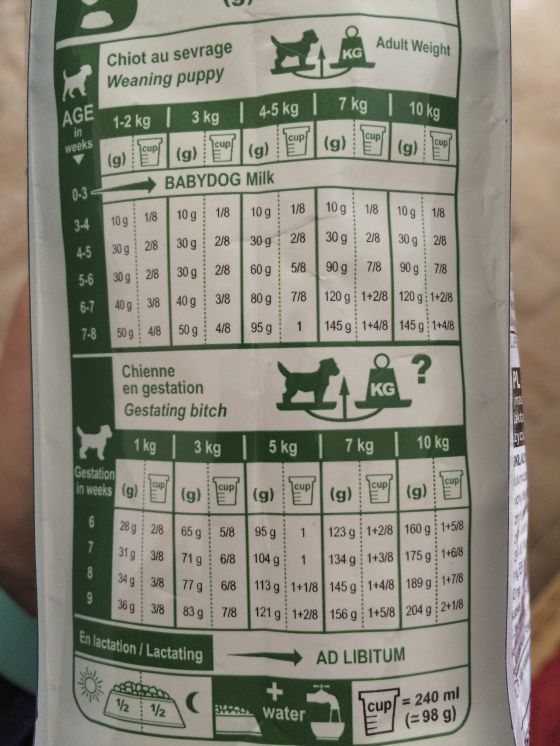 Chiot au sevrage
Weaning puppy
KG
Adult Weight
AGE
in
weeks
1-2 kg | 3 kg | 4-5 kg | 7 kg | 10 kg
(g) cup (g) cup (g) cup (g) cup (g) cup
0-3 BABYDOG Milk
3-4 10 g 1/8 10 g 1/8 10 g 1/8 10 g 1/8 10 g 1/8
4-5 30 g 2/8 30 g 2/8 30 g 2/8 30 g 2/8 30 g 2/8
5-6 30 g 2/8 30 g 2/8 60 g 5/8 90 g 7/8 90 g 7/8
6-7 40 g 3/8 40 g 3/8 80 g 7/8 120 g 1+2/8 120 g 1+2/8
7-8 50 g 4/8 50 g 4/8 95 g 1 145 g 1+4/8 145 g 1+4/8
Chienne
en gestation
Gestating bitch
KG ?
1 kg | 3 kg | 5 kg | 7 kg | 10 kg
Gestation
in weeks (g) cup (g) cup (g) cup (g) cup (g) cup
6 28 g 2/8 65 g 5/8 95 g 1 123 g 1+2/8 160 g 1+5/8
7 31 g 3/8 71 g 6/8 104 g 1 134 g 1+3/8 175 g 1+6/8
8 34 g 3/8 77 g 6/8 113 g 1+1/8 145 g 1+4/8 189 g 1+7/8
9 36 g 3/8 83 g 7/8 121 g 1+2/8 156 g 1+5/8 204 g 2+1/8
En lactation / Lactating AD LIBITUM
1/2 1/2
+
water
cup = 240 ml
(≃ 98 g)
PL